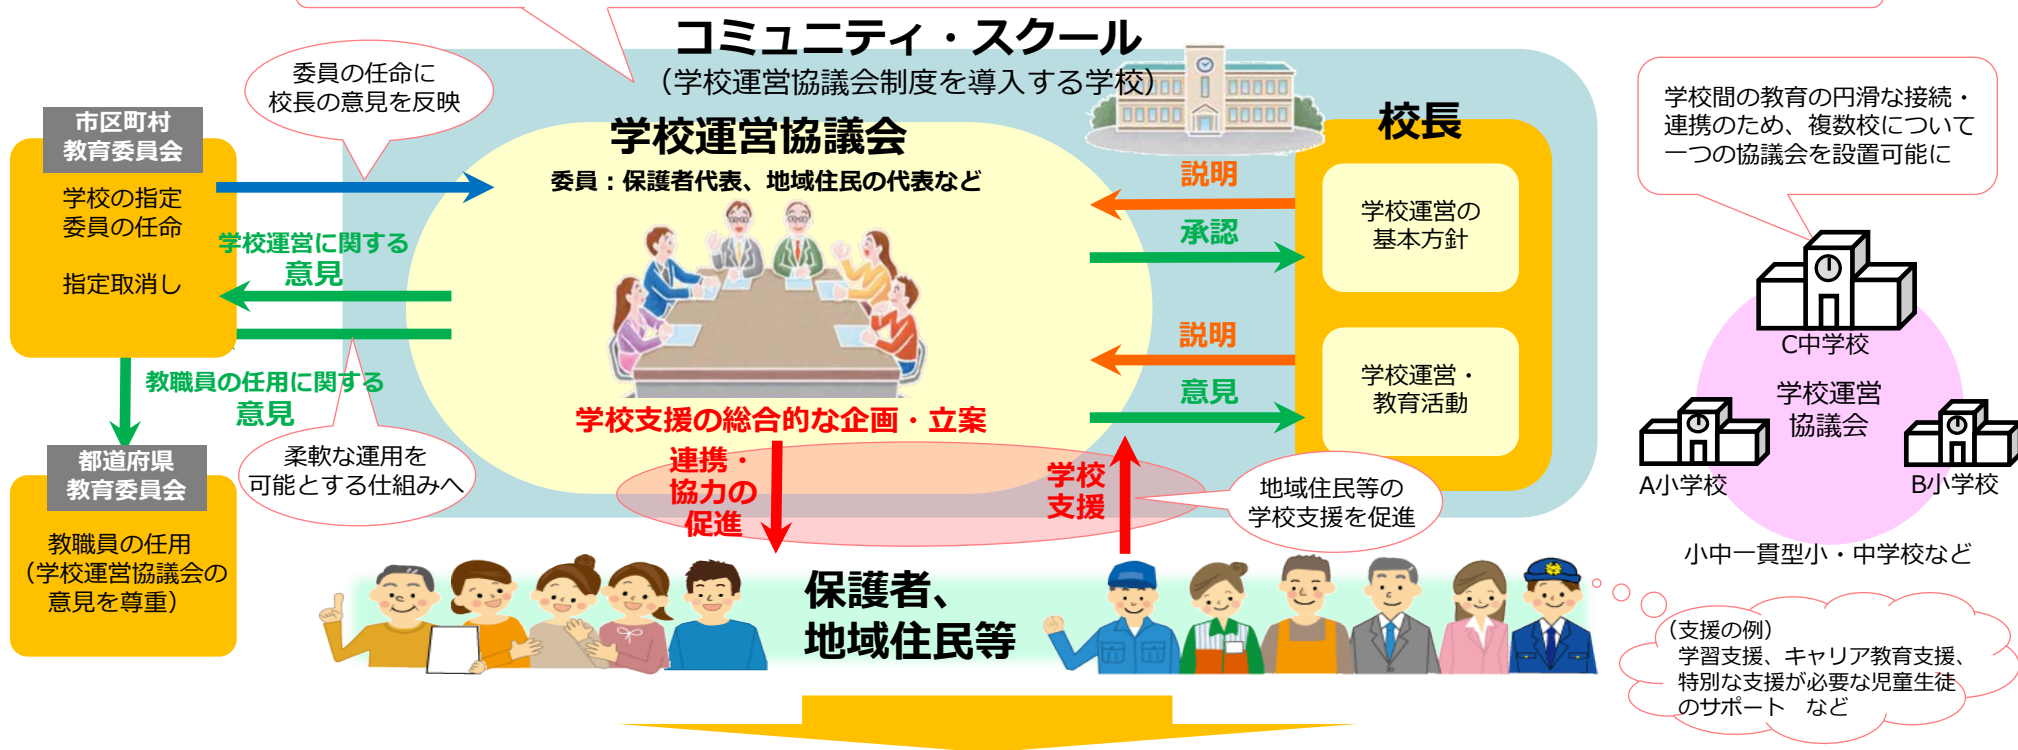 コミュニティ・スクール
（学校運営協議会制度を導入する学校）
委員の任命に
校長の意見を反映
市区町村
教育委員会
学校の指定
委員の任命
指定取消し
学校運営に関する
意見
教職員の任用に関する
意見
柔軟な運用を
可能とする仕組みへ
都道府県
教育委員会
教職員の任用
（学校運営協議会の
意見を尊重）
学校運営協議会
委員：保護者代表、地域住民の代表など
学校支援の総合的な企画・立案
連携・
協力の
促進
学校
支援
地域住民等の
学校支援を促進
説明
承認
説明
意見
校長
学校運営の
基本方針
学校運営・
教育活動
保護者、
地域住民等
学校間の教育の円滑な接続・
連携のため、複数校について
一つの協議会を設置可能に
C中学校
学校運営
協議会
A小学校
B小学校
小中一貫型小・中学校など
（支援の例）
学習支援、キャリア教育支援、
特別な支援が必要な児童生徒
のサポート　など